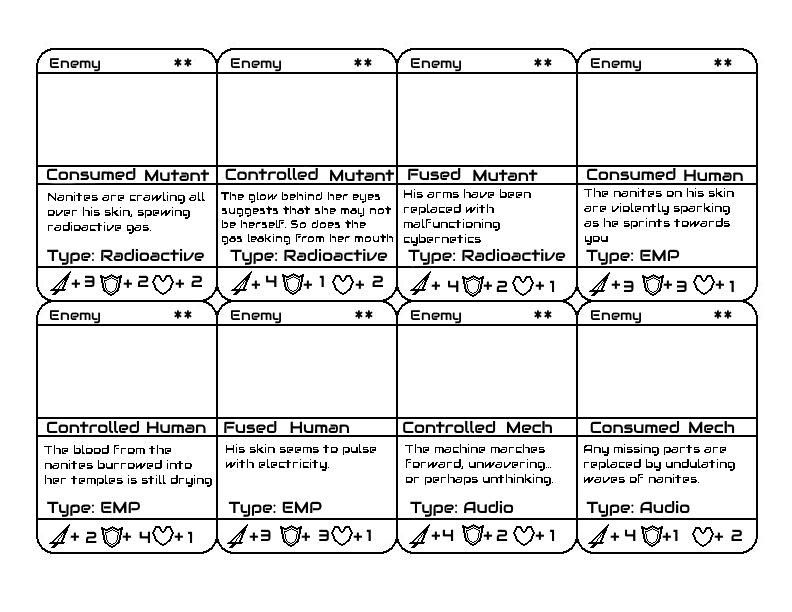 Enemy **
Enemy **
Enemy **
Enemy **
Consumed Mutant
Controlled Mutant
Fused Mutant
Consumed Human
Nanites are crawling all
over his skin, spewing
radioactive gas.
Type: Radioactive
The glow behind her eyes
suggests that she may not
be herself. So does the
gas leaking from her mouth
Type: Radioactive
His arms have been
replaced with
malfunctioning
cybernetics
Type: Radioactive
The nanites on his skin
are violently sparking
as he sprints towards
you
Type: EMP
+3 +2 +2
+4 +1 +2
+4 +2 +1
+3 +3 +1
Enemy **
Enemy **
Enemy **
Enemy **
Controlled Human
Fused Human
Controlled Mech
Consumed Mech
The blood from the
nanites burrowed into
her temples is still drying
Type: EMP
His skin seems to pulse
with electricity.
Type: EMP
The machine marches
forward, unwavering...
or perhaps unthinking.
Type: Audio
Any missing parts are
replaced by undulating
waves of nanites.
Type: Audio
+2 +4 +1
+3 +3 +1
+4 +2 +1
+4 +1 +2